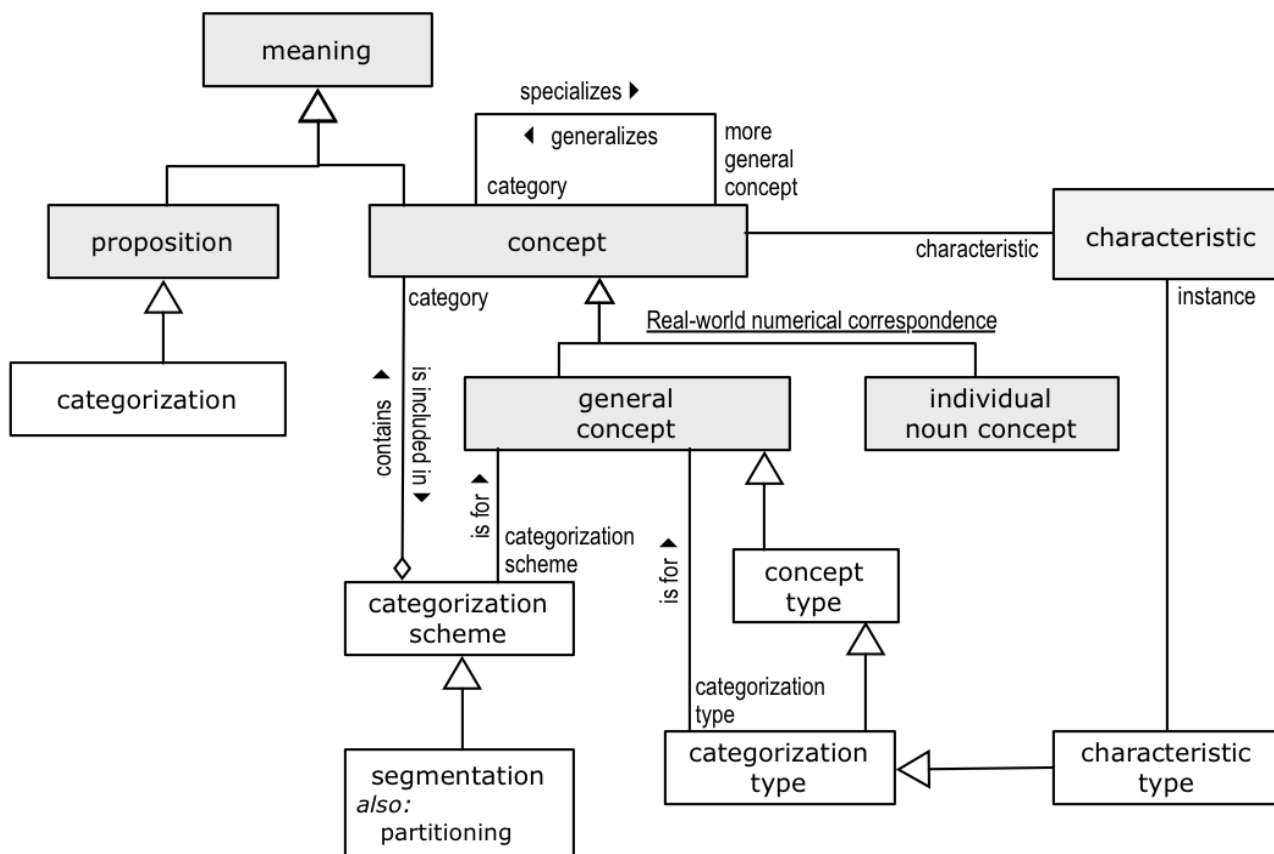 meaning
specializes
generalizes
more
general
concept
category
proposition
concept
characteristic
characteristic
category
instance
Real-world numerical correspondence
categorization
general
concept
individual
noun concept
contains
is included in
is for
categorization
scheme
is for
concept
type
categorization
scheme
categorization
type
segmentation
also:
partitioning
categorization
type
characteristic
type